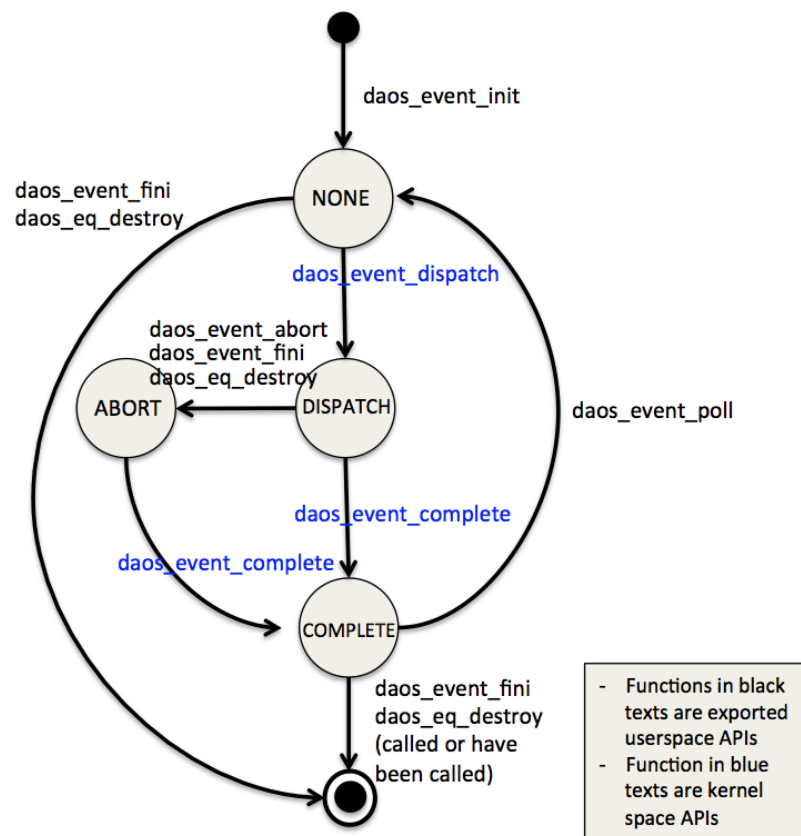 daos_event_init
daos_event_fini
daos_eq_destroy
NONE
daos_event_dispatch
daos_event_abort
daos_event_fini
daos_eq_destroy
ABORT
DISPATCH
daos_event_poll
daos_event_complete
daos_event_complete
COMPLETE
daos_event_fini
daos_eq_destroy
(called or have
been called)
- Functions in black
texts are exported
userspace APIs
- Function in blue
texts are kernel
space APIs